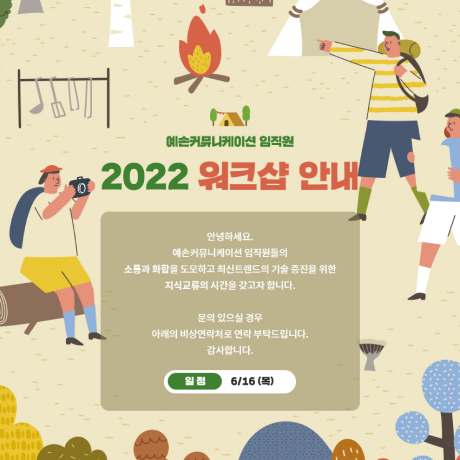 예손커뮤니케이션 임직원
2022 워크샵 안내
안녕하세요.
예손커뮤니케이션 임직원들의
소통과 화합을 도모하고 최신트렌드의 기술 증진을 위한
지식교류의 시간을 갖고자 합니다.
문의 있으실 경우
아래의 비상연락처로 연락 부탁드립니다.
감사합니다.
일 정 6/16 (목)